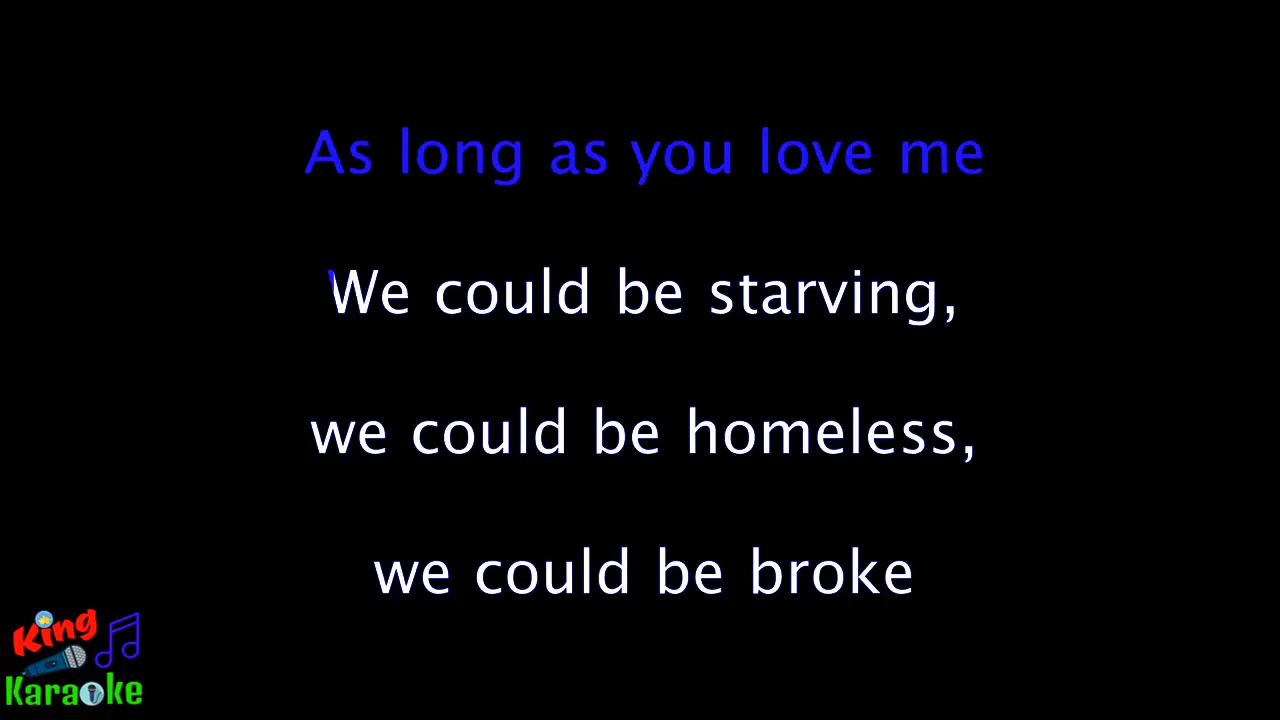 As long as you love me
We could be starving,
we could be homeless,
we could be broke
King
Karaoke